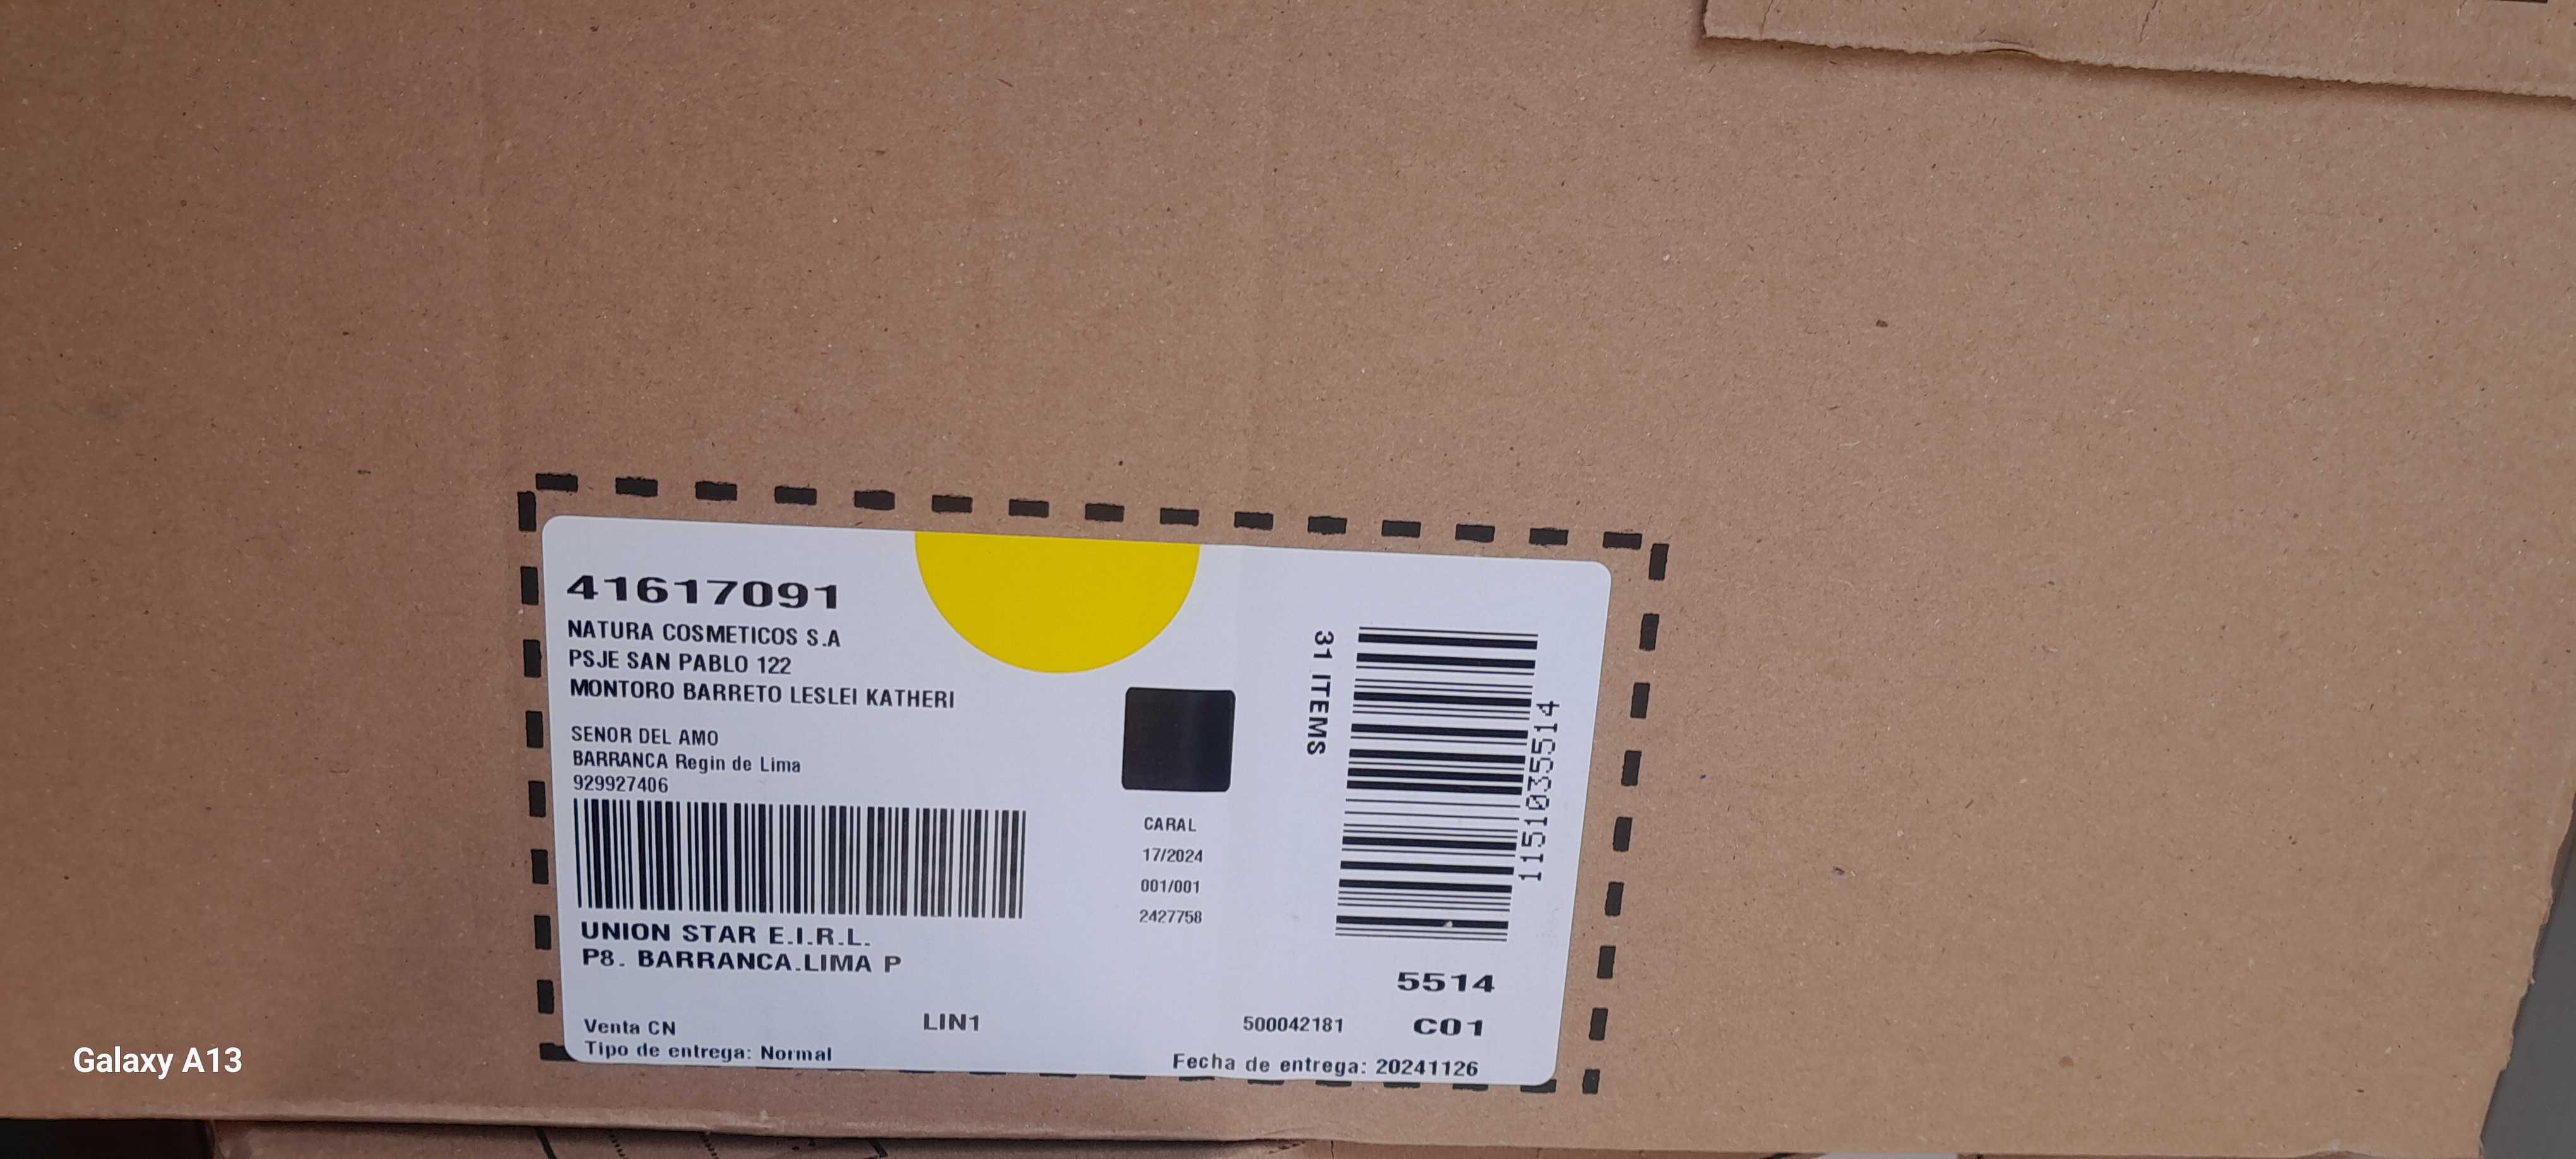 41617091
NATURA COSMETICOS S.A
PSJE SAN PABLO 122
MONTORO BARRETO LESLEI KATHERI
SENOR DEL AMO
BARRANCA Regin de Lima
929927406
UNION STAR E.I.R.L.
P8. BARRANCA.LIMA P
Venta CN
LIN1
Tipo de entrega: Normal
CARAL
17/2024
001/001
2427758
31 ITEMS
1151035514
5514
500042181
C01
Fecha de entrega: 20241126
Galaxy A13